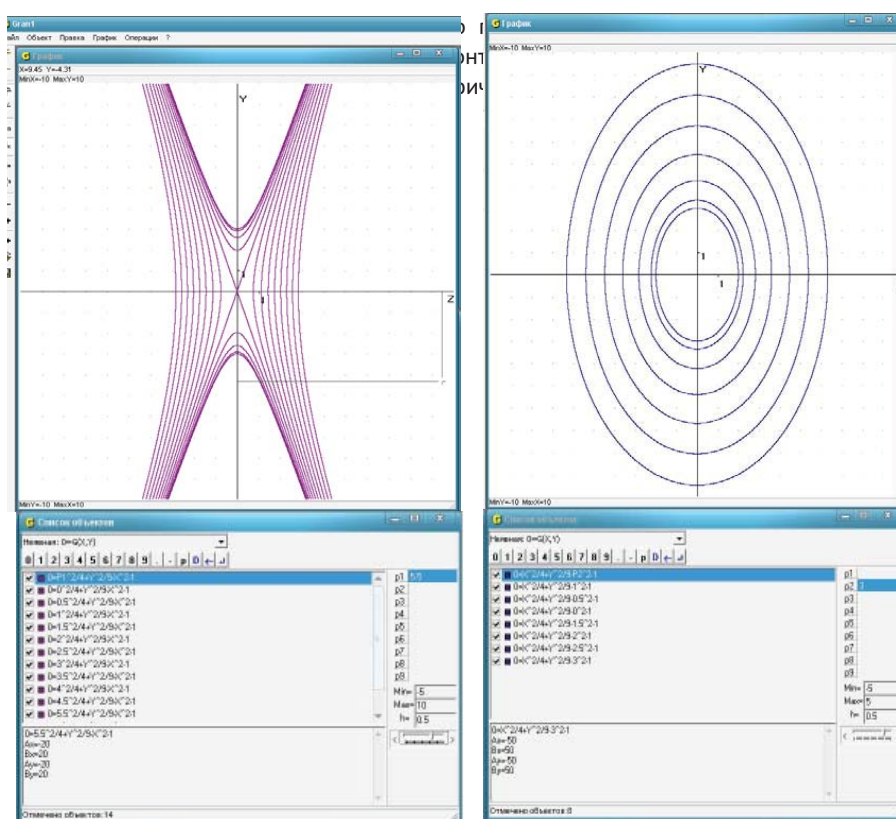 Gran1
Объект Правка График Операции ?
График
X=9.45 Y=-4.31
MinX=-10 MaxY=10
Y
1
1
Z
MinY=-10 MaxX=10
График
MinX=-10 MaxY=10
Y
1
1
MinY=-10 MaxX=10
Список объектов
Неявная: 0=G(X,Y)
0 1 2 3 4 5 6 7 8 9 . - p D ← ↲
0=P1^2/4+Y^2/9-X^2-1
0=0^2/4+Y^2/9-X^2-1
0=0.5^2/4+Y^2/9-X^2-1
0=1^2/4+Y^2/9-X^2-1
0=1.5^2/4+Y^2/9-X^2-1
0=2^2/4+Y^2/9-X^2-1
0=2.5^2/4+Y^2/9-X^2-1
0=3^2/4+Y^2/9-X^2-1
0=3.5^2/4+Y^2/9-X^2-1
0=4^2/4+Y^2/9-X^2-1
0=4.5^2/4+Y^2/9-X^2-1
0=5.5^2/4+Y^2/9-X^2-1
p1 5.5
p2
p3
p4
p5
p6
p7
p8
p9
Min= -5
Max= 10
h= 0.5
0=5.5^2/4+Y^2/9-X^2-1
Ax=-20
Bx=20
Ay=-20
By=20
Отмечено объектов: 14
Список объектов
Неявная: 0=G(X,Y)
0 1 2 3 4 5 6 7 8 9 . - p D ← ↲
0=X^2/4+Y^2/9-P2^2-1
0=X^2/4+Y^2/9-1^2-1
0=X^2/4+Y^2/9-0.5^2-1
0=X^2/4+Y^2/9-0^2-1
0=X^2/4+Y^2/9-1.5^2-1
0=X^2/4+Y^2/9-2^2-1
0=X^2/4+Y^2/9-2.5^2-1
0=X^2/4+Y^2/9-3^2-1
p1
p2 3
p3
p4
p5
p6
p7
p8
p9
Min= -5
Max= 5
h= 0.5
0=X^2/4+Y^2/9-3^2-1
Ax=-50
Bx=50
Ay=-50
By=50
Отмечено объектов: 8